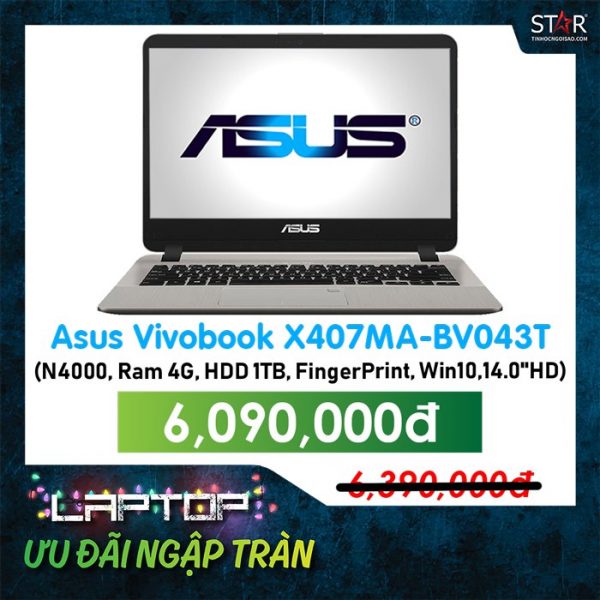 STAR
TINHOCNGOISAO.COM
ASUS®
ASUS
Asus Vivobook X407MA-BV043T
(N4000, Ram 4G, HDD 1TB, FingerPrint, Win10,14.0"HD)
6,090,000đ
6,390,000đ
LAPTOP
ƯU ĐÃI NGẬP TRÀN